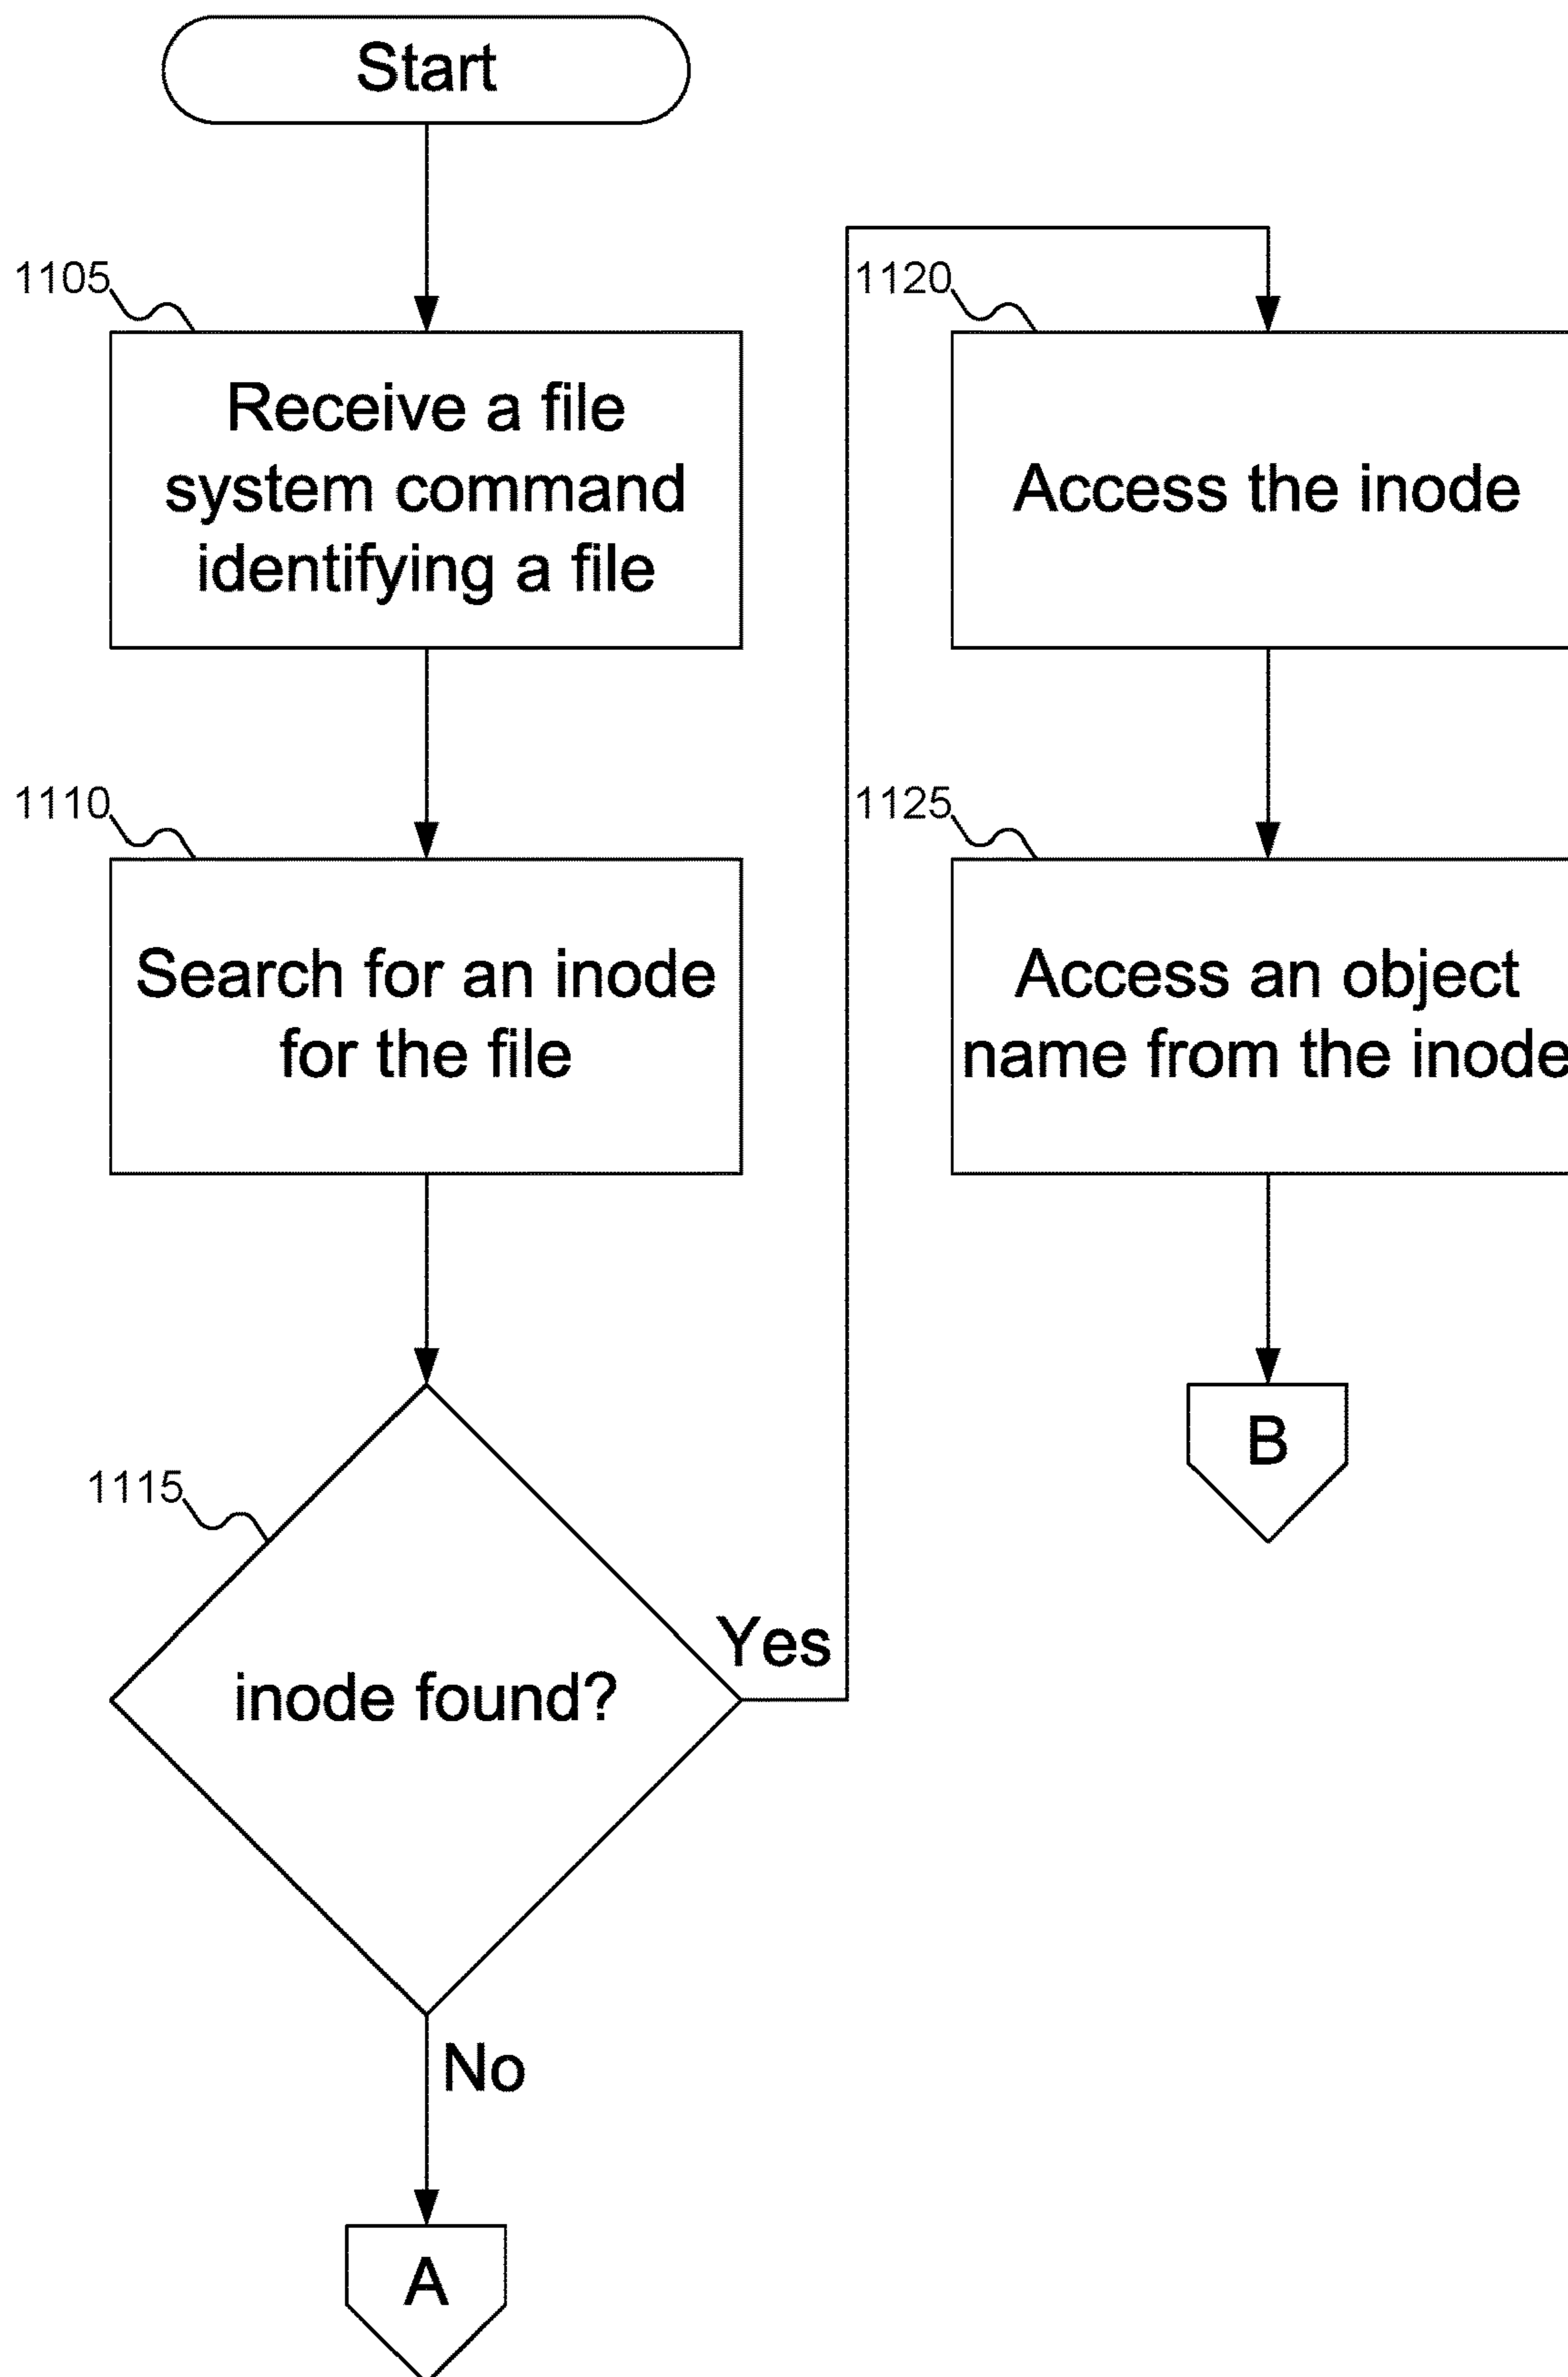 Start
1105
Receive a file
system command
identifying a file
1110
Search for an inode
for the file
1115
inode found?
Yes
No
A
1120
Access the inode
1125
Access an object
name from the inode
B